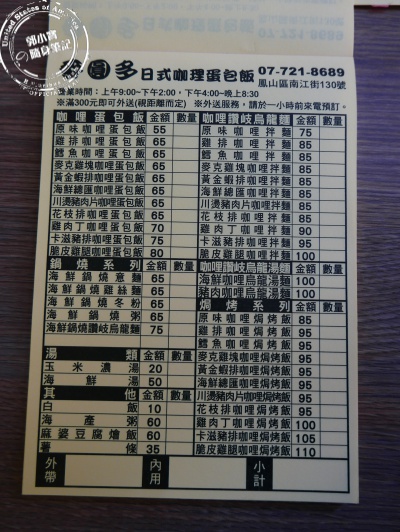 United States of America
郭小寶
隨身筆記
圓多日式咖哩蛋包飯 07-721-8689
鳳山區南江街130號
營業時間：上午9:00~下午2:00，下午4:00~晚上8:30
※滿300元即可外送(視距離而定) ※外送服務，請於一小時前來電預訂。
咖哩蛋包飯 金額 數量
原味咖哩蛋包飯 55
雞排咖哩蛋包飯 65
鱈魚咖哩蛋包飯 65
麥克雞塊咖哩蛋包飯 65
黃金蝦排咖哩蛋包飯 65
海鮮總匯咖哩蛋包飯 65
川燙豬肉片咖哩蛋包飯 65
花枝排咖哩蛋包飯 65
雞肉丁咖哩蛋包飯 70
卡滋豬排咖哩蛋包飯 75
脆皮雞腿咖哩蛋包飯 80
鍋燒系列 金額 數量
海鮮鍋燒意麵 65
海鮮鍋燒雞絲麵 65
海鮮鍋燒冬粉 65
海鮮鍋燒粥 65
海鮮鍋燒讚岐烏龍麵 75
湯類 金額 數量
玉米濃湯 20
海鮮湯 50
其他 金額 數量
白飯 10
海產粥 60
麻婆豆腐燴飯 60
薯條 35
外帶 內用 小計
咖哩讚岐烏龍麵 金額 數量
原味咖哩拌麵 75
雞排咖哩拌麵 85
鱈魚咖哩拌麵 85
麥克雞塊咖哩拌麵 85
黃金蝦排咖哩拌麵 85
海鮮總匯咖哩拌麵 85
川燙豬肉片咖哩拌麵 85
花枝排咖哩拌麵 85
雞肉丁咖哩拌麵 90
卡滋豬排咖哩拌麵 95
脆皮雞腿咖哩拌麵 100
咖哩讚岐烏龍湯麵 金額 數量
海鮮咖哩烏龍湯麵 80
豬肉咖哩烏龍湯麵 80
焗烤系列 金額 數量
原味咖哩焗烤飯 85
雞排咖哩焗烤飯 95
鱈魚咖哩焗烤飯 95
麥克雞塊咖哩焗烤飯 95
黃金蝦排咖哩焗烤飯 95
海鮮總匯咖哩焗烤飯 95
川燙豬肉片咖哩焗烤飯 95
花枝排咖哩焗烤飯 95
雞肉丁咖哩焗烤飯 100
卡滋豬排咖哩焗烤飯 105
脆皮雞腿咖哩焗烤飯 110